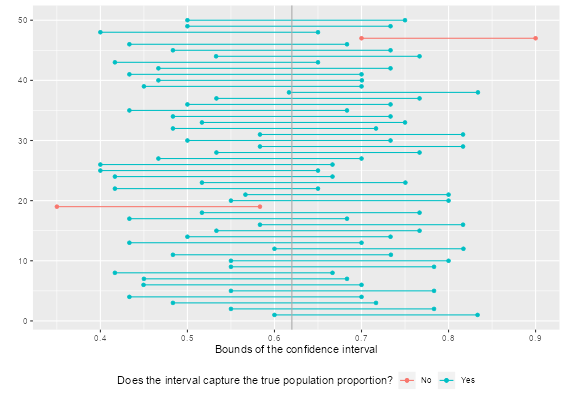 50
40
30
20
10
0
0.4 0.5 0.6 0.7 0.8 0.9
Bounds of the confidence interval
Does the interval capture the true population proportion? No Yes